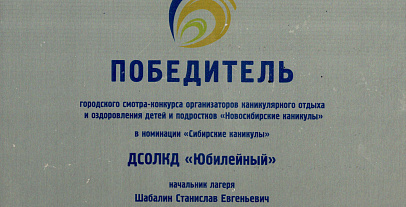 ПОБЕДИТЕЛЬ
городского смотра-конкурса организаторов каникулярного отдыха
и оздоровления детей и подростков «Новосибирские каникулы»
в номинации «Сибирские каникулы»
ДСОЛКД «Юбилейный»
начальник лагеря
Шабалин Станислав Евгеньевич